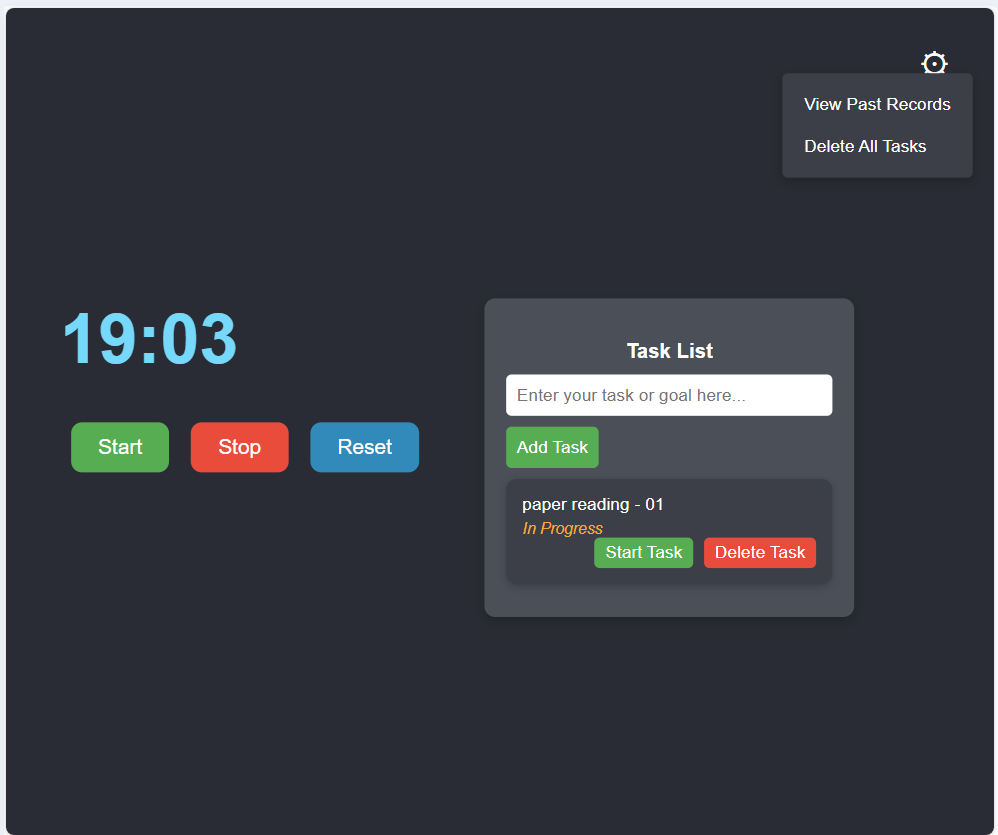 View Past Records
Delete All Tasks
19:03
Start Stop Reset
Task List
Enter your task or goal here...
Add Task
paper reading - 01
In Progress
Start Task Delete Task